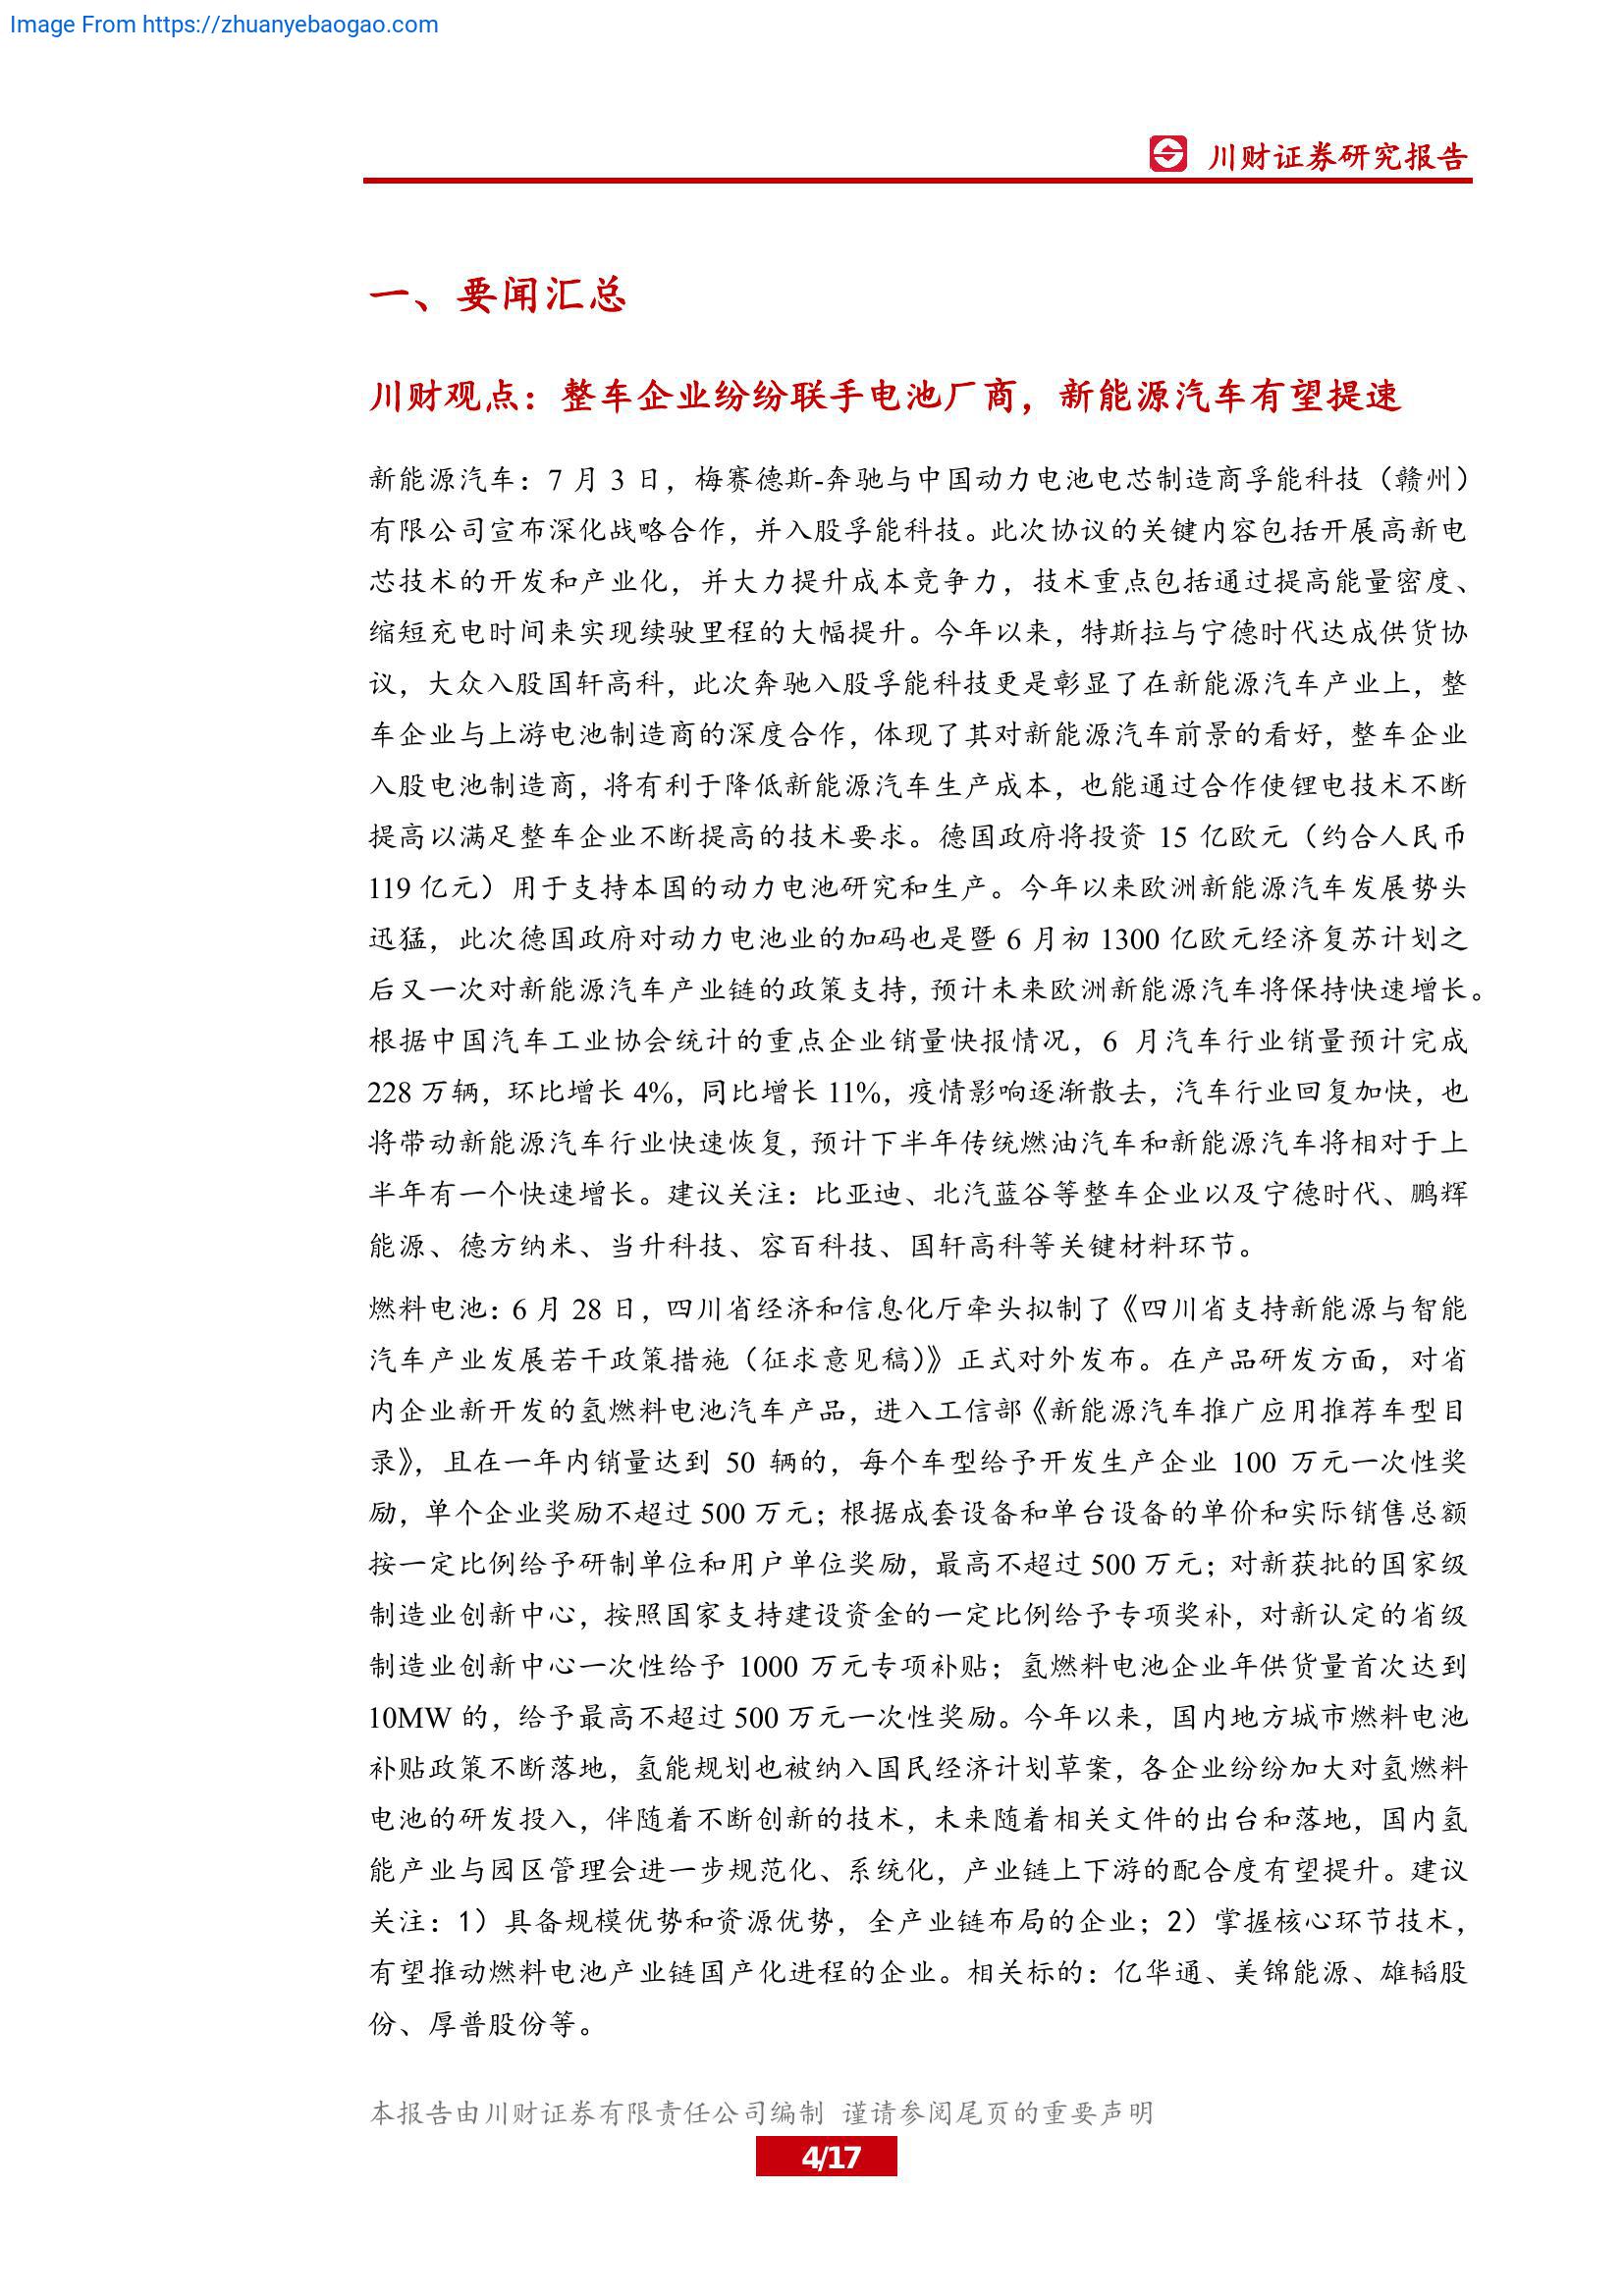 Image From https://zhuanyebaogao.com
川财证券研究报告
一、要闻汇总
川财观点：整车企业纷纷联手电池厂商，新能源汽车有望提速
新能源汽车：7 月 3 日，梅赛德斯-奔驰与中国动力电池电芯制造商孚能科技（赣州）
有限公司宣布深化战略合作，并入股孚能科技。此次协议的关键内容包括开展高新电
芯技术的开发和产业化，并大力提升成本竞争力，技术重点包括通过提高能量密度、
缩短充电时间来实现续驶里程的大幅提升。今年以来，特斯拉与宁德时代达成供货协
议，大众入股国轩高科，此次奔驰入股孚能科技更是彰显了在新能源汽车产业上，整
车企业与上游电池制造商的深度合作，体现了其对新能源汽车前景的看好，整车企业
入股电池制造商，将有利于降低新能源汽车生产成本，也能通过合作使锂电技术不断
提高以满足整车企业不断提高的技术要求。德国政府将投资 15 亿欧元（约合人民币
119 亿元）用于支持本国的动力电池研究和生产。今年以来欧洲新能源汽车发展势头
迅猛，此次德国政府对动力电池业的加码也是暨 6 月初 1300 亿欧元经济复苏计划之
后又一次对新能源汽车产业链的政策支持，预计未来欧洲新能源汽车将保持快速增长。
根据中国汽车工业协会统计的重点企业销量快报情况，6 月汽车行业销量预计完成
228 万辆，环比增长 4%，同比增长 11%，疫情影响逐渐散去，汽车行业回复加快，也
将带动新能源汽车行业快速恢复，预计下半年传统燃油汽车和新能源汽车将相对于上
半年有一个快速增长。建议关注：比亚迪、北汽蓝谷等整车企业以及宁德时代、鹏辉
能源、德方纳米、当升科技、容百科技、国轩高科等关键材料环节。
燃料电池：6 月 28 日，四川省经济和信息化厅牵头拟制了《四川省支持新能源与智能
汽车产业发展若干政策措施（征求意见稿）》正式对外发布。在产品研发方面，对省
内企业新开发的氢燃料电池汽车产品，进入工信部《新能源汽车推广应用推荐车型目
录》，且在一年内销量达到 50 辆的，每个车型给予开发生产企业 100 万元一次性奖
励，单个企业奖励不超过 500 万元；根据成套设备和单台设备的单价和实际销售总额
按一定比例给予研制单位和用户单位奖励，最高不超过 500 万元；对新获批的国家级
制造业创新中心，按照国家支持建设资金的一定比例给予专项奖补，对新认定的省级
制造业创新中心一次性给予 1000 万元专项补贴；氢燃料电池企业年供货量首次达到
10MW 的，给予最高不超过 500 万元一次性奖励。今年以来，国内地方城市燃料电池
补贴政策不断落地，氢能规划也被纳入国民经济计划草案，各企业纷纷加大对氢燃料
电池的研发投入，伴随着不断创新的技术，未来随着相关文件的出台和落地，国内氢
能产业与园区管理会进一步规范化、系统化，产业链上下游的配合度有望提升。建议
关注：1）具备规模优势和资源优势，全产业链布局的企业；2）掌握核心环节技术，
有望推动燃料电池产业链国产化进程的企业。相关标的：亿华通、美锦能源、雄韬股
份、厚普股份等。
本报告由川财证券有限责任公司编制 谨请参阅尾页的重要声明
4/17